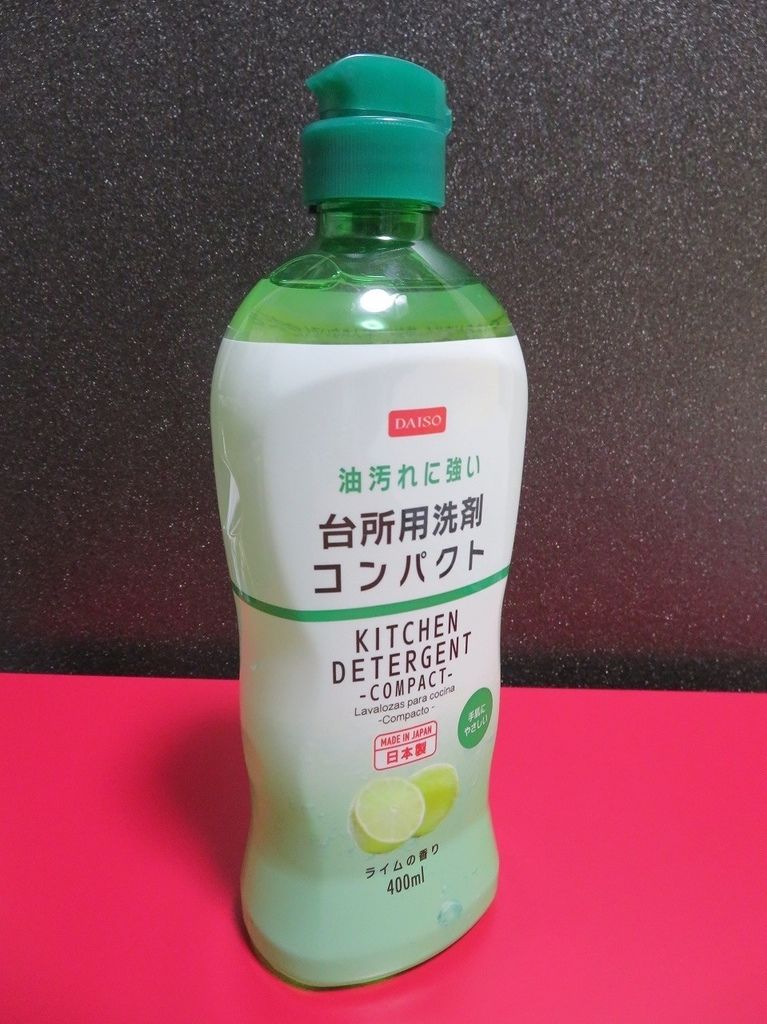 DAISO
油汚れに強い
台所用洗剤
コンパクト
KITCHEN
DETERGENT
-COMPACT-
Lavalozas para cocina
-Compacto-
手肌に
やさしい
MADE IN JAPAN
日本製
ライムの香り
400ml